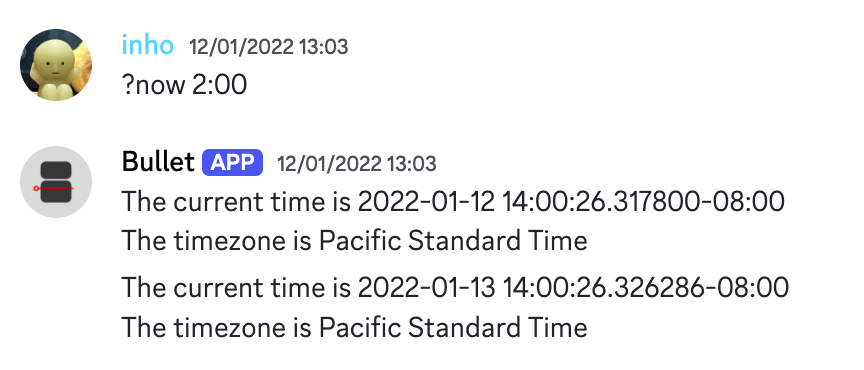 inho 12/01/2022 13:03
?now 2:00
Bullet APP 12/01/2022 13:03
The current time is 2022-01-12 14:00:26.317800-08:00
The timezone is Pacific Standard Time
The current time is 2022-01-13 14:00:26.326286-08:00
The timezone is Pacific Standard Time